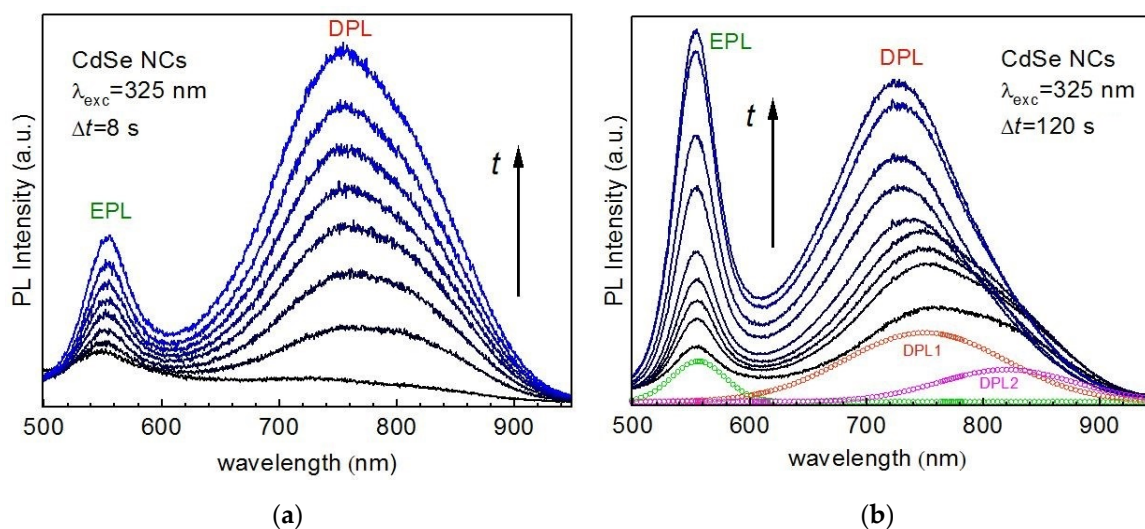 CdSe NCs
λexc=325 nm
Δt=8 s
DPL
EPL
t
PL Intensity (a.u.)
500 600 700 800 900
wavelength (nm)
(a)
EPL
DPL
CdSe NCs
λexc=325 nm
Δt=120 s
t
DPL1
DPL2
PL Intensity (a.u.)
500 600 700 800 900
wavelength (nm)
(b)